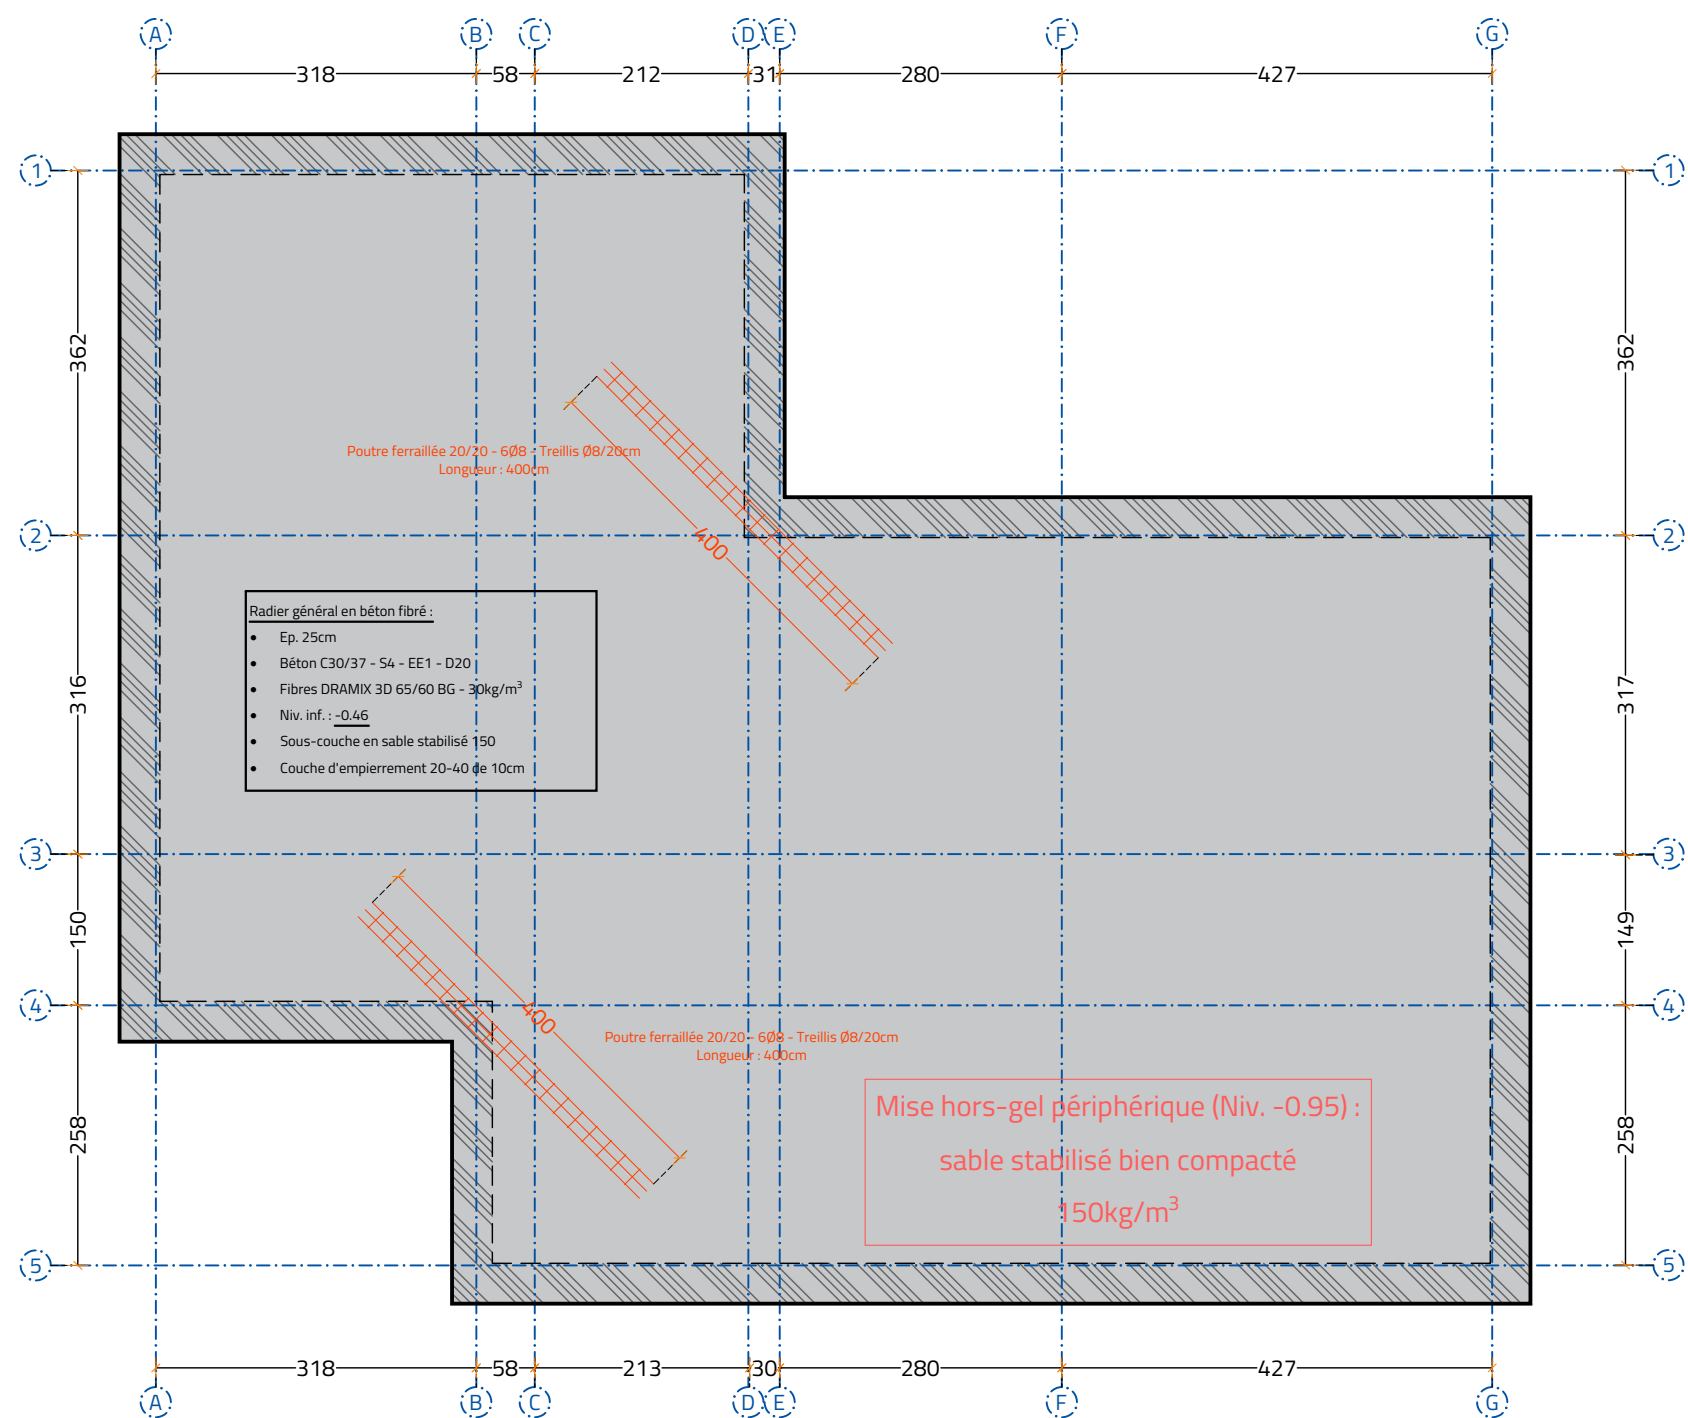 A B C D E F G
318 58 212 31 280 427
1 1
362 362
Poutre ferraillée 20/20 - 6Ø8 - Treillis Ø8/20cm
Longueur : 400cm
400
2 2
Radier général en béton fibré :
• Ep. 25cm
• Béton C30/37 - S4 - EE1 - D20
• Fibres DRAMIX 3D 65/60 BG - 30kg/m³
• Niv. inf. : -0.46
• Sous-couche en sable stabilisé 150
• Couche d'empierrement 20-40 de 10cm
316 317
3 3
150 149
4 4
400
Poutre ferraillée 20/20 - 6Ø8 - Treillis Ø8/20cm
Longueur : 400cm
Mise hors-gel périphérique (Niv. -0.95) :
sable stabilisé bien compacté
150kg/m³
258 258
5 5
318 58 213 30 280 427
A B C D E F G